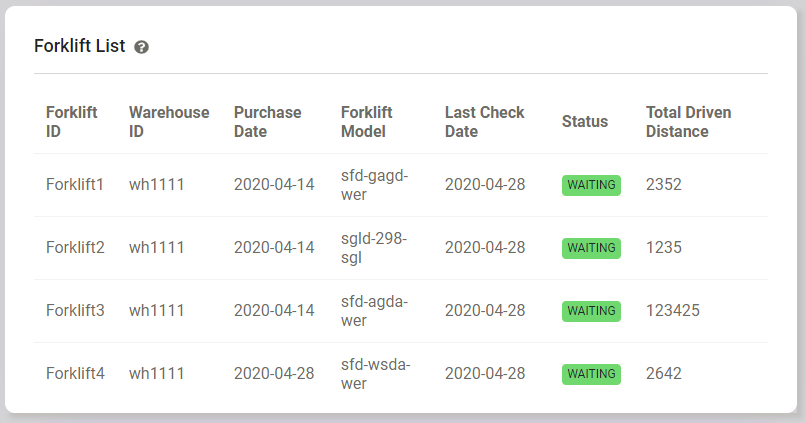 Forklift List
Forklift ID Warehouse ID Purchase Date Forklift Model Last Check Date Status Total Driven Distance
Forklift1 wh1111 2020-04-14 sfd-gagd-wer 2020-04-28 WAITING 2352
Forklift2 wh1111 2020-04-14 sgld-298-sgl 2020-04-28 WAITING 1235
Forklift3 wh1111 2020-04-14 sfd-agda-wer 2020-04-28 WAITING 123425
Forklift4 wh1111 2020-04-28 sfd-wsda-wer 2020-04-28 WAITING 2642